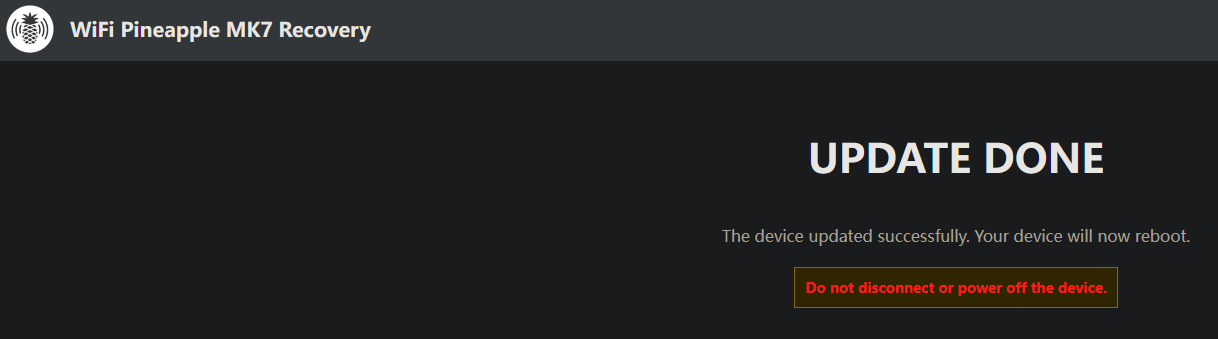 WiFi Pineapple MK7 Recovery
UPDATE DONE
The device updated successfully. Your device will now reboot.
Do not disconnect or power off the device.